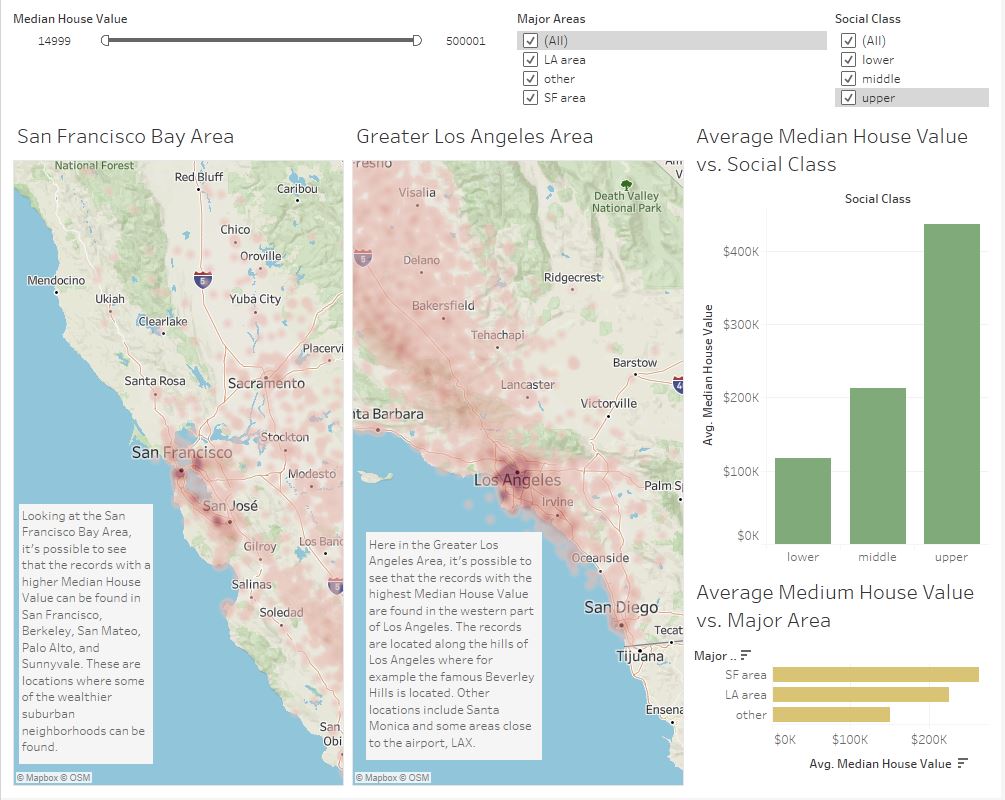 Median House Value
14999
500001
Major Areas
(All)
LA area
other
SF area
Social Class
(All)
lower
middle
upper
San Francisco Bay Area
National Forest
Red Bluff
Caribou
Chico
Oroville
5
Mendocino
Ukiah
Yuba City
Clearlake
Placervi
Santa Rosa
Sacramento
Stockton
San Francisco
Modesto
San José
Gilroy
Los Banc
Salinas
5
Soledad
San
Obi
Looking at the San
Francisco Bay Area,
it's possible to see
that the records with a
higher Median House
Value can be found in
San Francisco,
Berkeley, San Mateo,
Palo Alto, and
Sunnyvale. These are
locations where some
of the wealthier
suburban
neighborhoods can be
found.
© Mapbox © OSM
Greater Los Angeles Area
resno
Visalia
Death Valley
National Park
5
Delano
Ridgecrest
Bakersfield
Tehachapi
Barstow
Lancaster
4
Victorville
nta Barbara
Los Angeles
Palm Sp
Irvine
Oceanside
San Diego
Tecat
Tijuana
Ensena
Here in the Greater Los
Angeles Area, it's possible to
see that the records with the
highest Median House Value
are found in the western part
of Los Angeles. The records
are located along the hills of
Los Angeles where for
example the famous Beverley
Hills is located. Other
locations include Santa
Monica and some areas close
to the airport, LAX.
© Mapbox © OSM
Average Median House Value
vs. Social Class
Social Class
Avg. Median House Value
$400K
$300K
$200K
$100K
$0K
lower
middle
upper
Average Medium House Value
vs. Major Area
Major ..
SF area
LA area
other
$0K
$100K
$200K
Avg. Median House Value